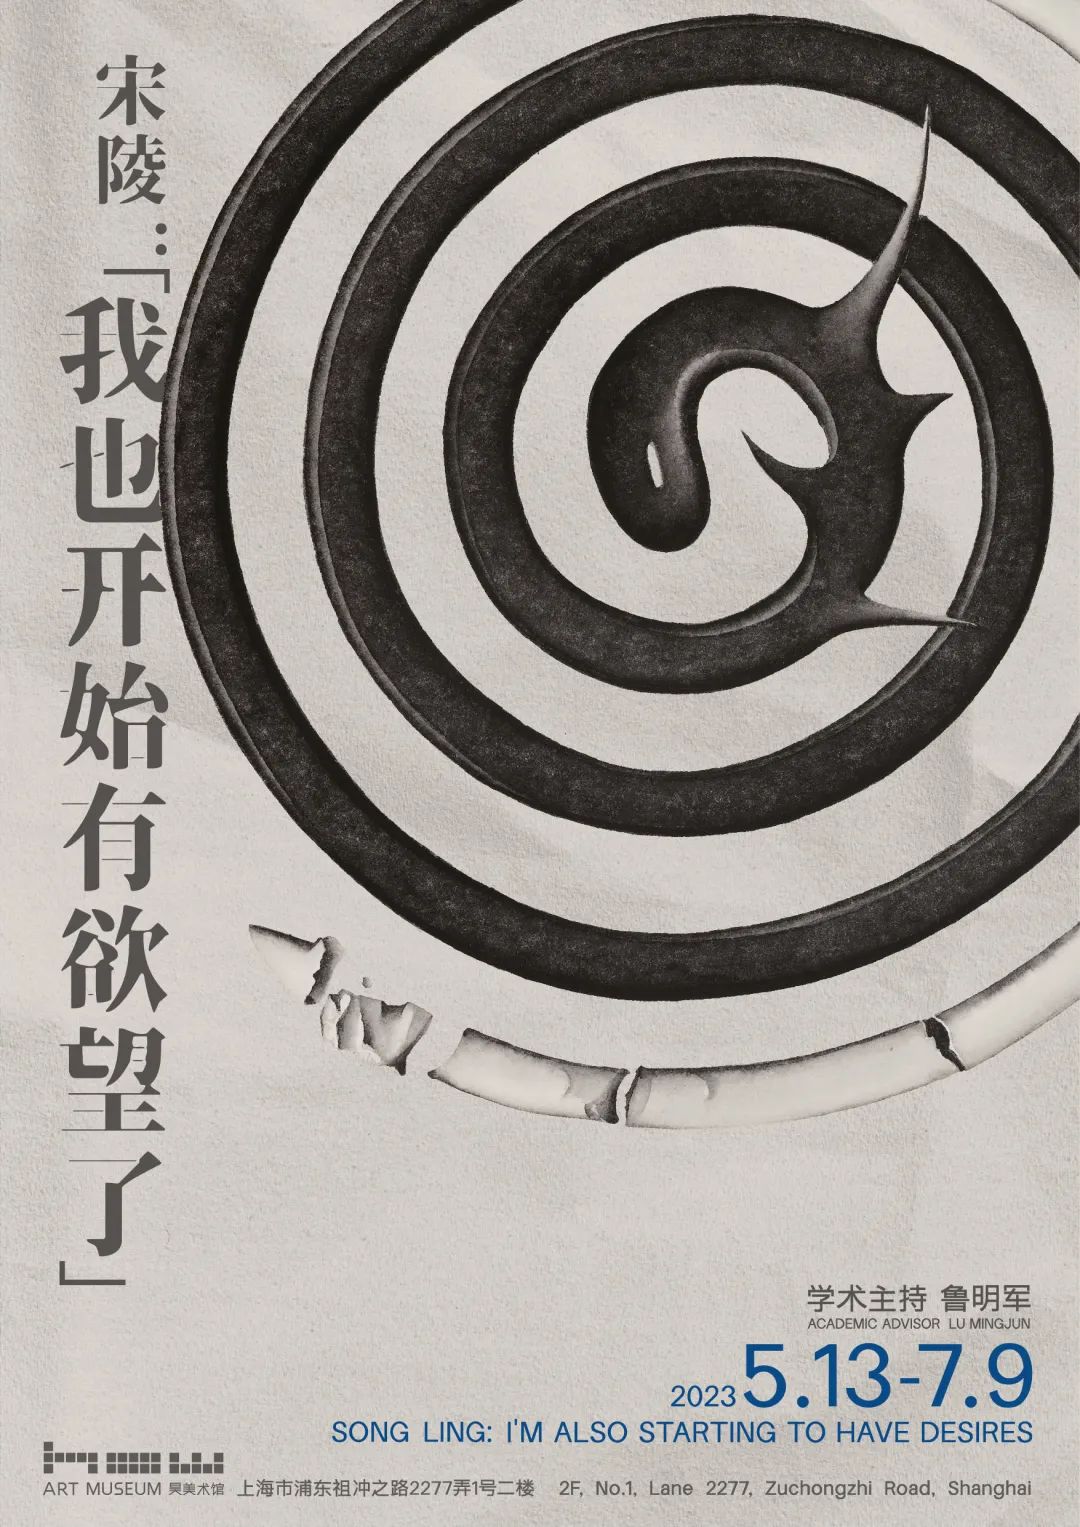 宋陵：
「我也开始有欲望了」
学术主持 鲁明军
ACADEMIC ADVISOR LU MINGJUN
2023 5.13-7.9
SONG LING: I'M ALSO STARTING TO HAVE DESIRES
HOW
ART MUSEUM 昊美术馆 上海市浦东祖冲之路2277弄1号二楼 2F, No.1, Lane 2277, Zuchongzhi Road, Shanghai